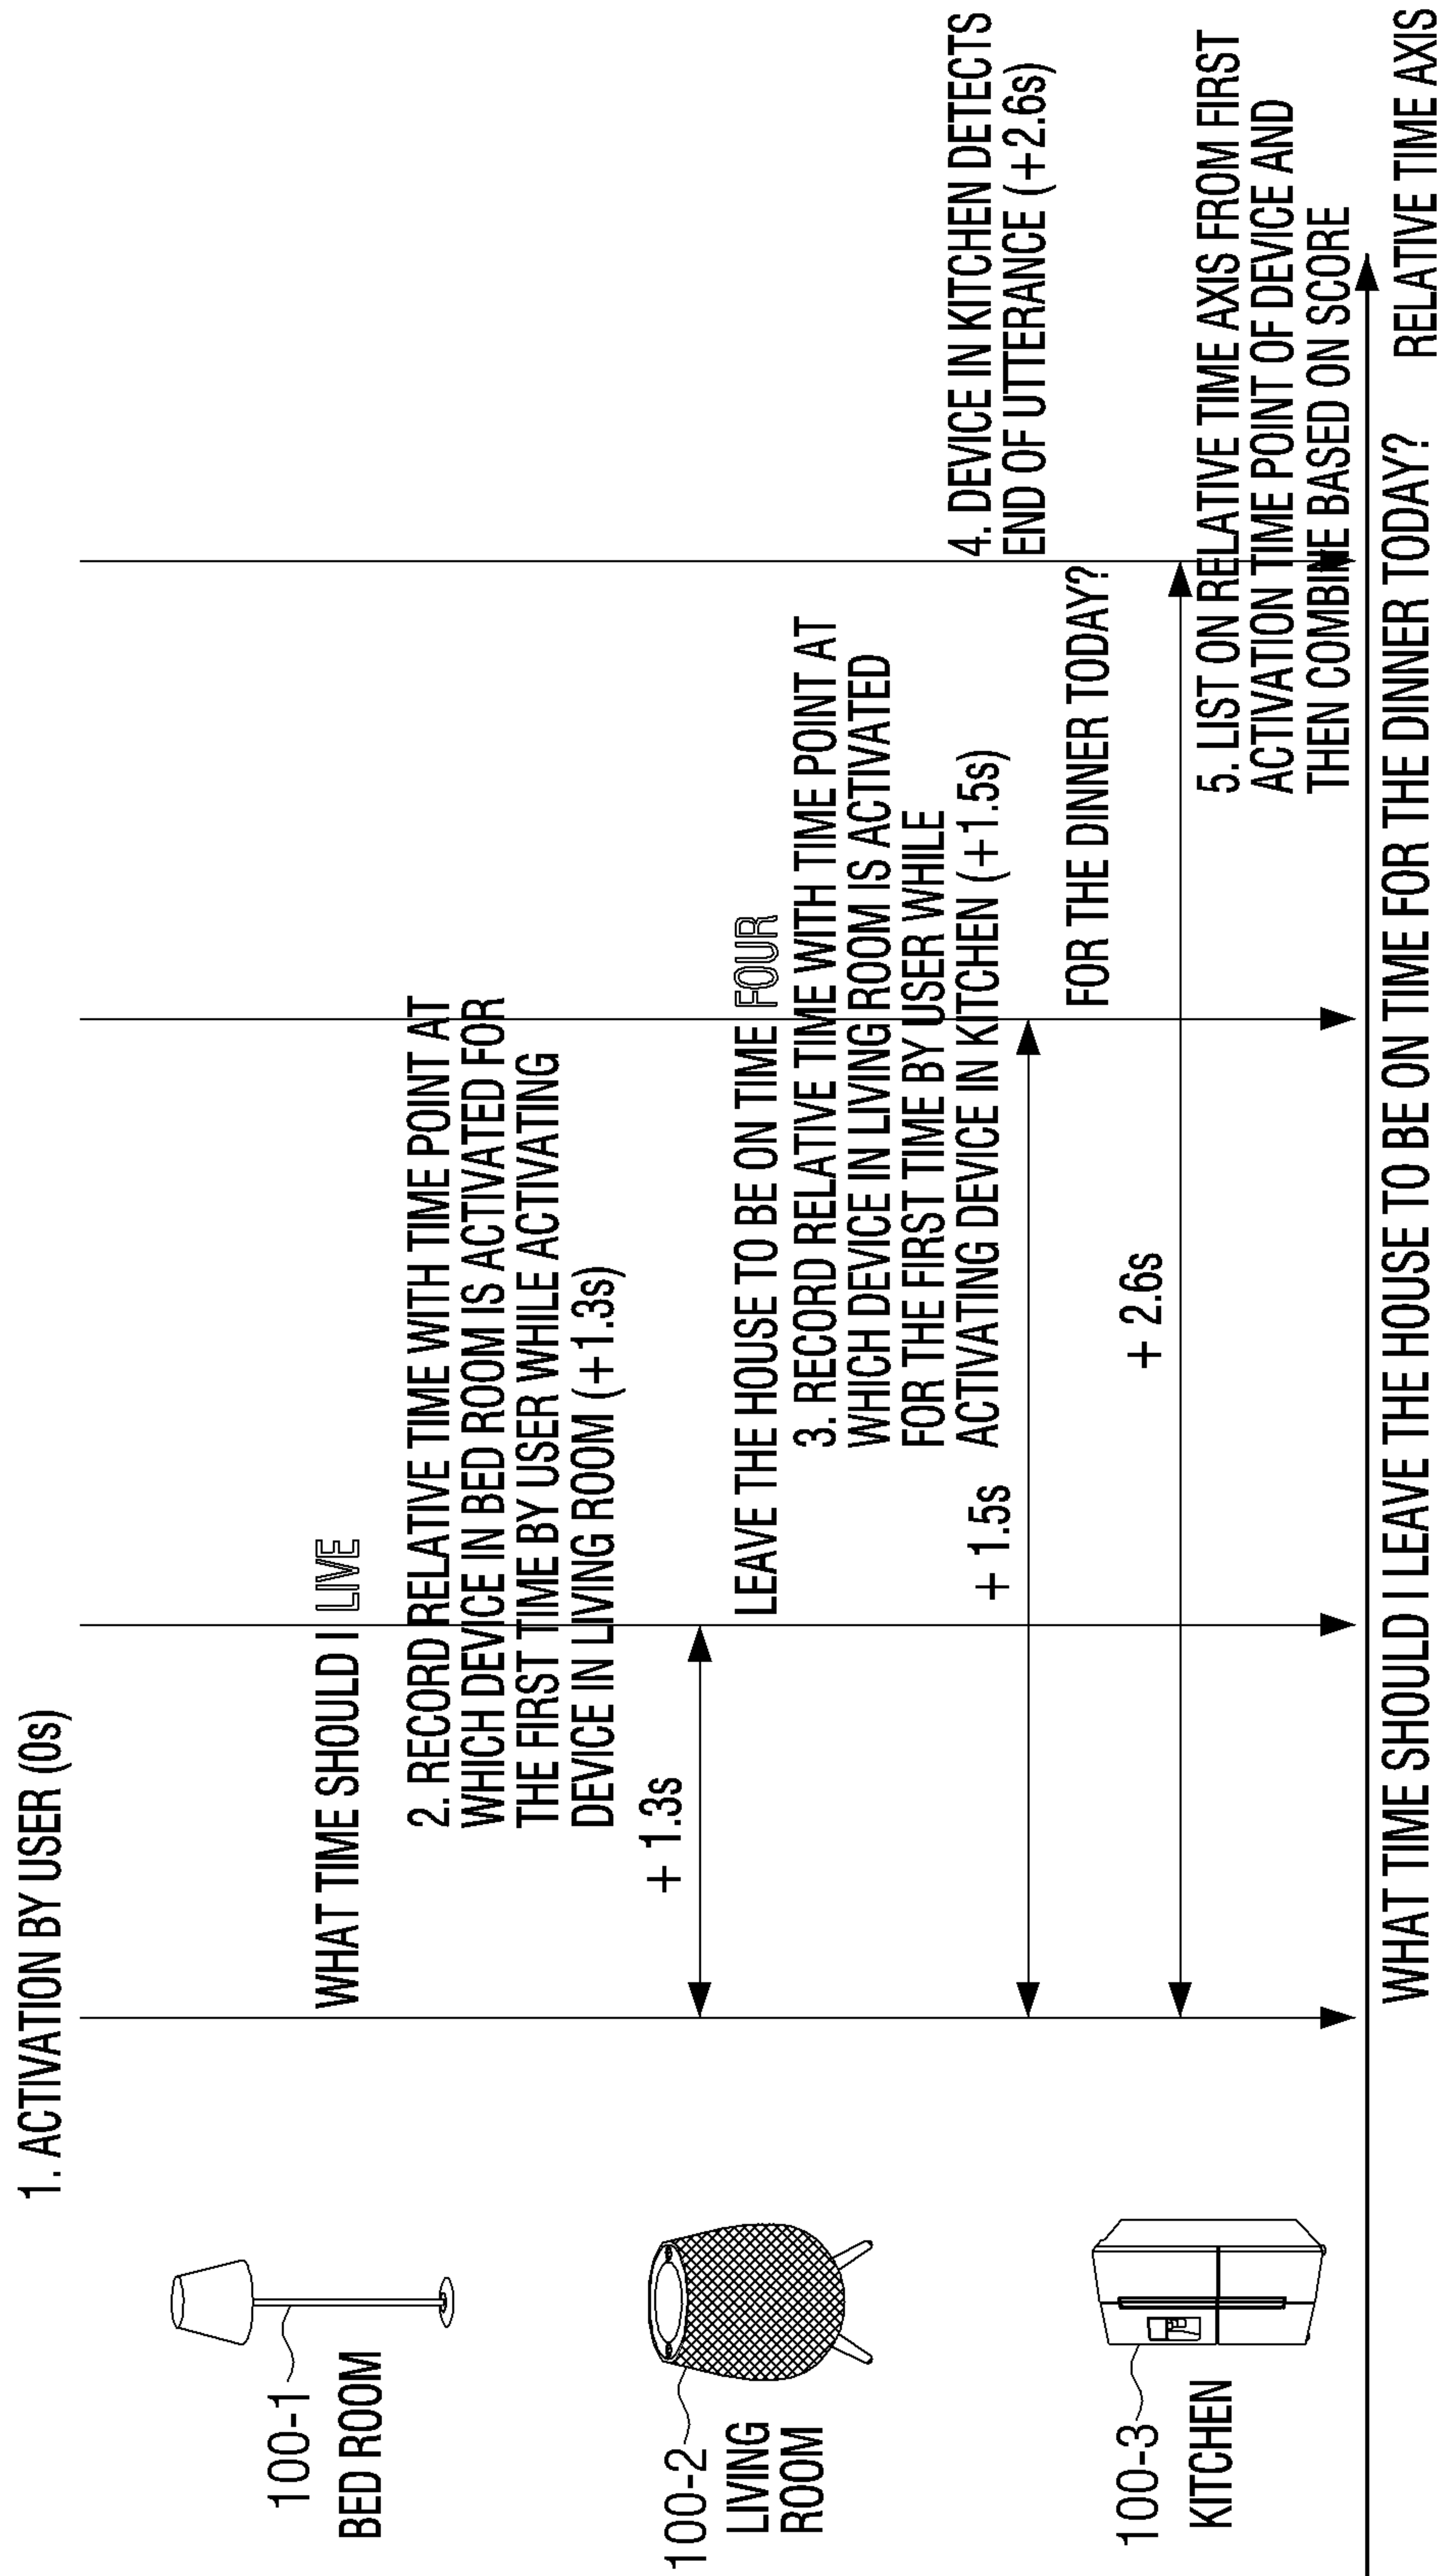 1. ACTIVATION BY USER (0s)
100-1
BED ROOM
WHAT TIME SHOULD I LIVE
2. RECORD RELATIVE TIME WITH TIME POINT AT
WHICH DEVICE IN BED ROOM IS ACTIVATED FOR
THE FIRST TIME BY USER WHILE ACTIVATING
DEVICE IN LIVING ROOM (+1.3s)
+ 1.3s
100-2
LIVING
ROOM
LEAVE THE HOUSE TO BE ON TIME FOUR
3. RECORD RELATIVE TIME WITH TIME POINT AT
WHICH DEVICE IN LIVING ROOM IS ACTIVATED
FOR THE FIRST TIME BY USER WHILE
ACTIVATING DEVICE IN KITCHEN (+1.5s)
+ 1.5s
4. DEVICE IN KITCHEN DETECTS
END OF UTTERANCE (+2.6s)
100-3
KITCHEN
FOR THE DINNER TODAY?
+ 2.6s
5. LIST ON RELATIVE TIME AXIS FROM FIRST
ACTIVATION TIME POINT OF DEVICE AND
THEN COMBINE BASED ON SCORE
WHAT TIME SHOULD I LEAVE THE HOUSE TO BE ON TIME FOR THE DINNER TODAY?
RELATIVE TIME AXIS